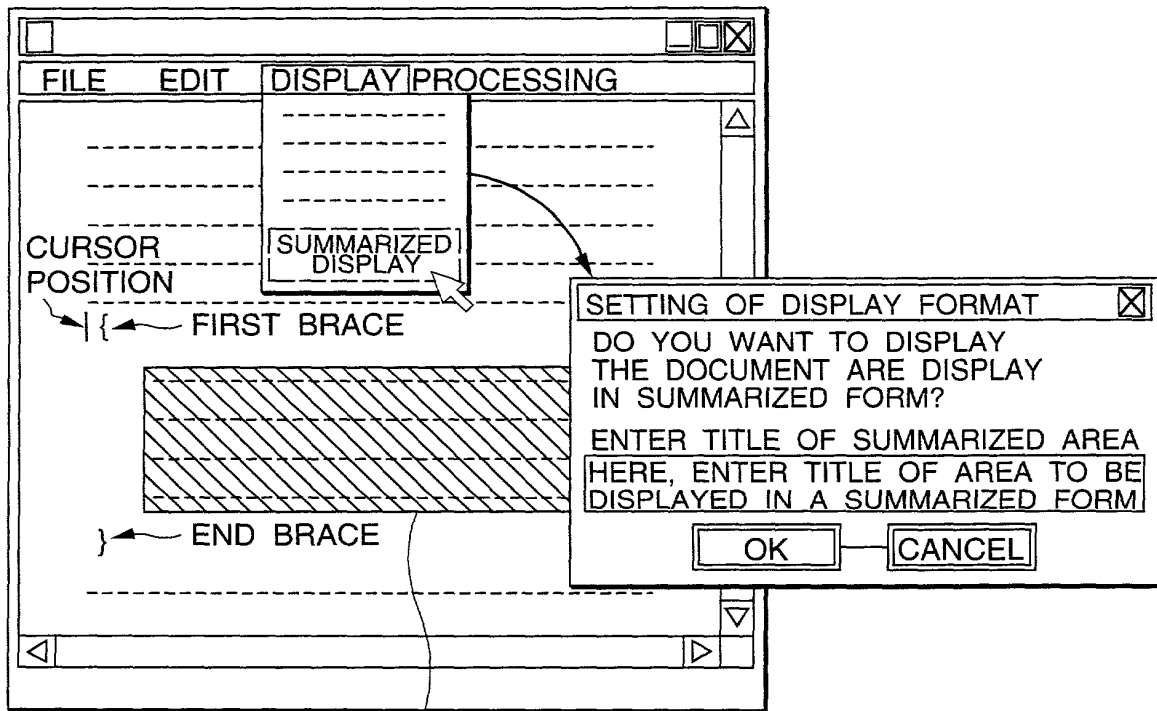 FILE EDIT DISPLAY PROCESSING
SUMMARIZED
DISPLAY
CURSOR
POSITION
| { FIRST BRACE
} END BRACE
SETTING OF DISPLAY FORMAT
DO YOU WANT TO DISPLAY
THE DOCUMENT ARE DISPLAY
IN SUMMARIZED FORM?
ENTER TITLE OF SUMMARIZED AREA
HERE, ENTER TITLE OF AREA TO BE
DISPLAYED IN A SUMMARIZED FORM
OK CANCEL